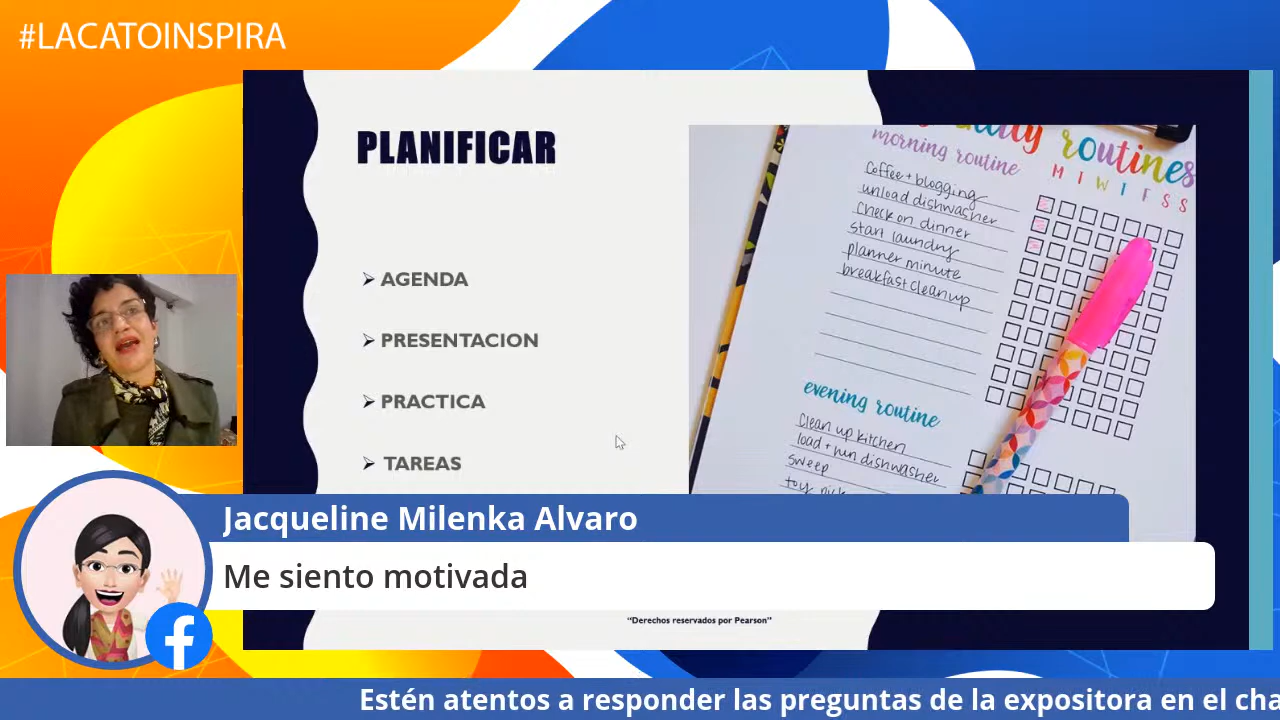 #LACATOINSPIRA
PLANIFICAR
AGENDA
PRESENTACION
PRACTICA
TAREAS
routines
morning routine
M T W T F S S
Coffee + blogging
unload dishwasher
Check on dinner
start laundry
planner minute
breakfast cleanup
evening routine
Clean up kitchen
load + run dishwasher
sweep
toy
Jacqueline Milenka Alvaro
Me siento motivada
“Derechos reservados por Pearson”
Estén atentos a responder las preguntas de la expositora en el cha